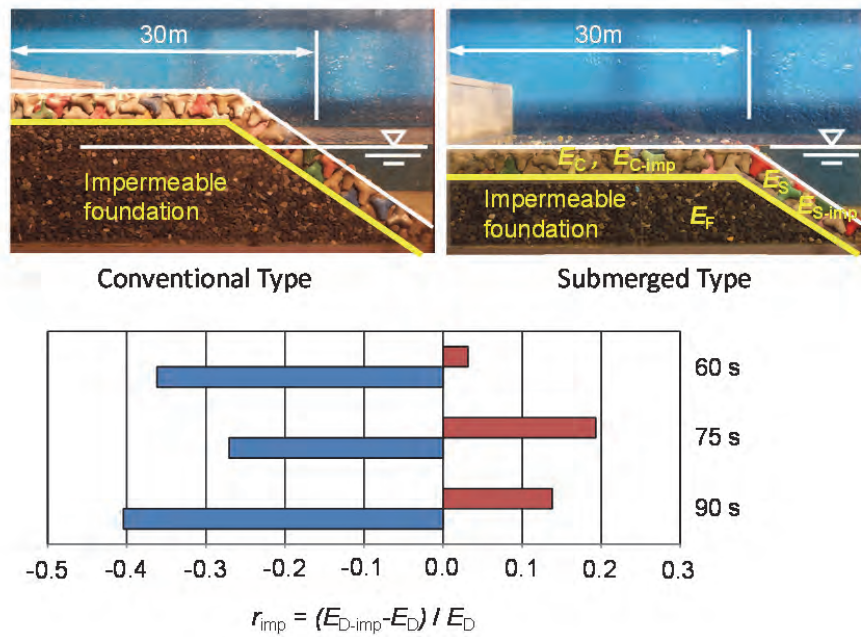 30m
30m
Impermeable
foundation
E_C , E_C-imp
E_S
E_S-imp
Impermeable
foundation
E_F
Conventional Type
Submerged Type
60 s
75 s
90 s
-0.5 -0.4 -0.3 -0.2 -0.1 0.0 0.1 0.2 0.3
r_imp = (E_D-imp-E_D) / E_D